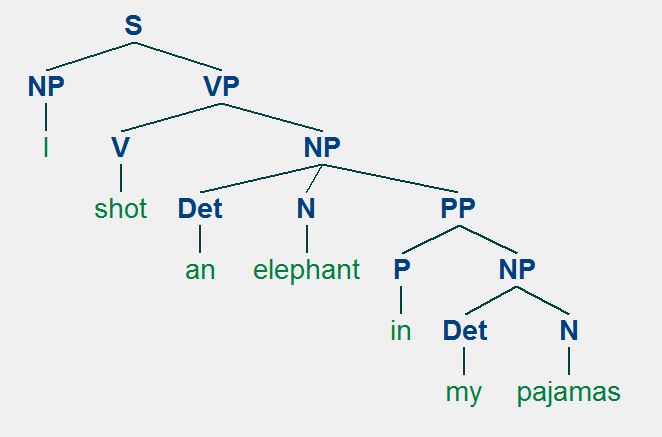 S
NP VP
I V NP
shot Det N PP
an elephant P NP
in Det N
my pajamas